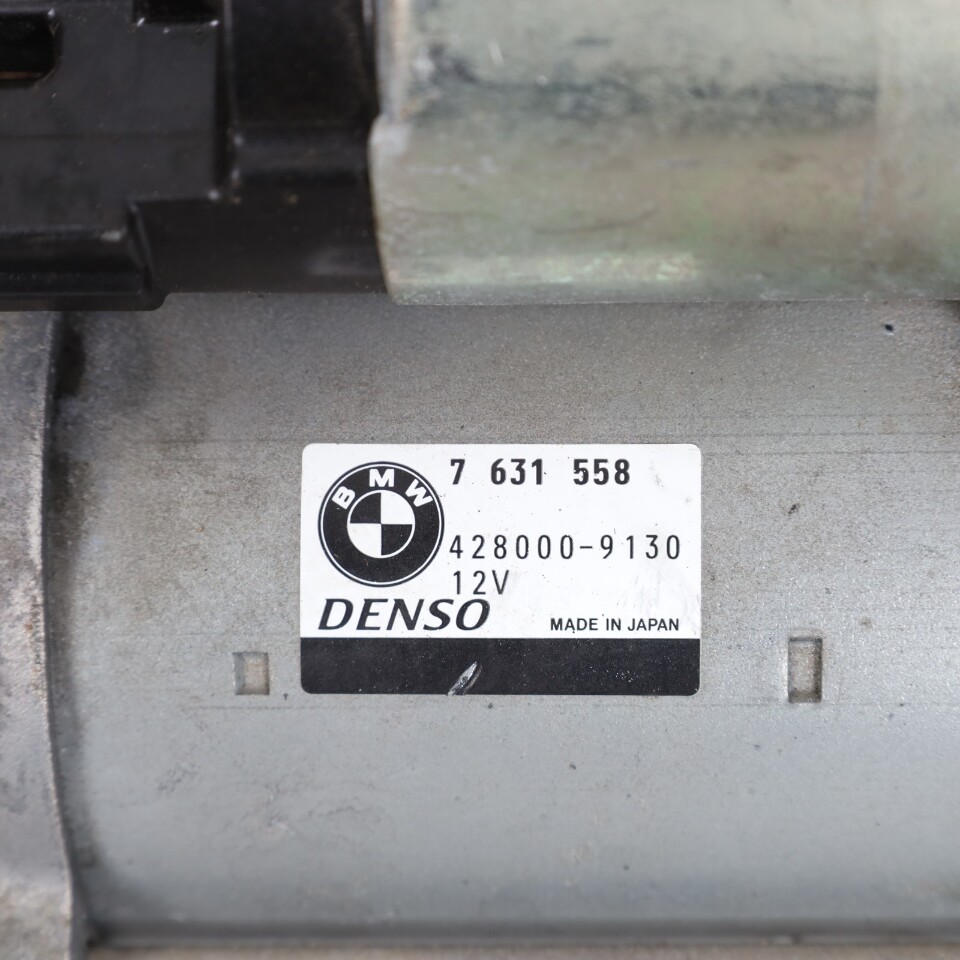 BMW
7 631 558
428000-9130
12V
DENSO
MADE IN JAPAN